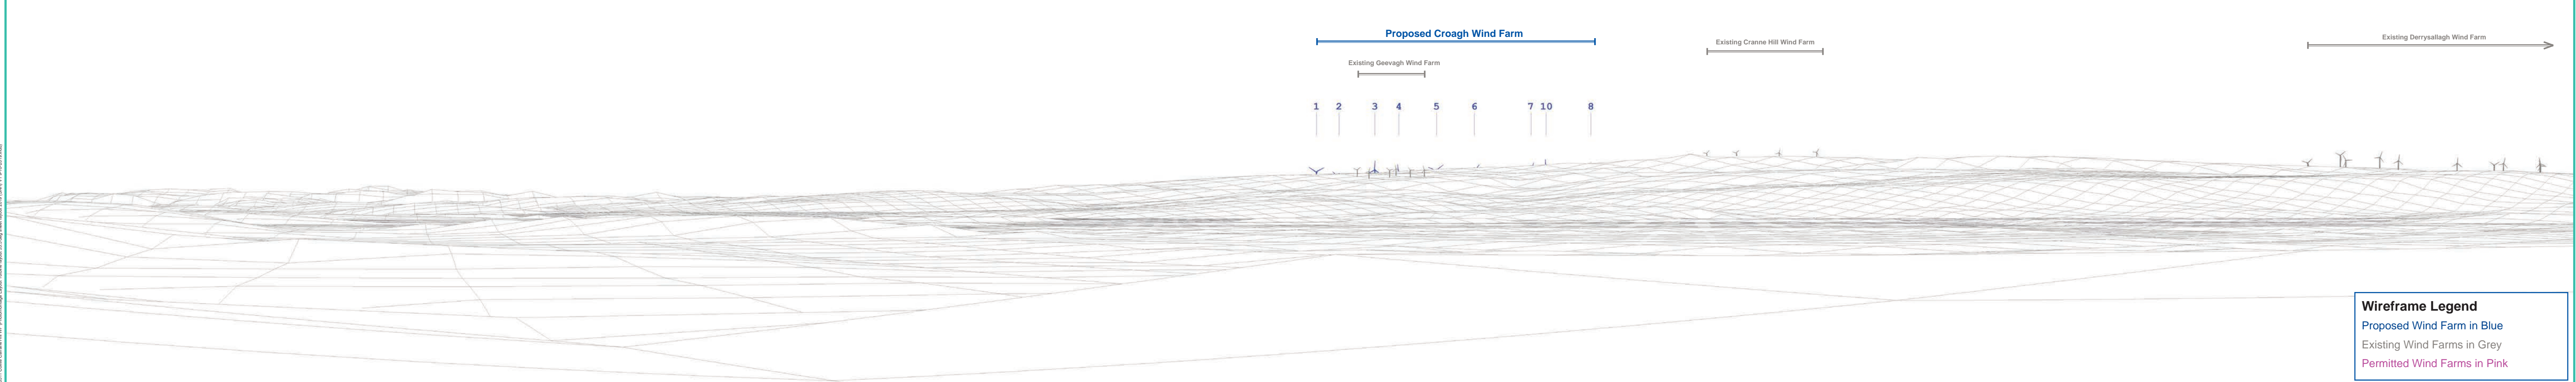 Proposed Croagh Wind Farm
Existing Geevagh Wind Farm
Existing Cranne Hill Wind Farm
Existing Derrysallagh Wind Farm
1 2 3 4 5 6 7 10 8
Wireframe Legend
Proposed Wind Farm in Blue
Existing Wind Farms in Grey
Permitted Wind Farms in Pink